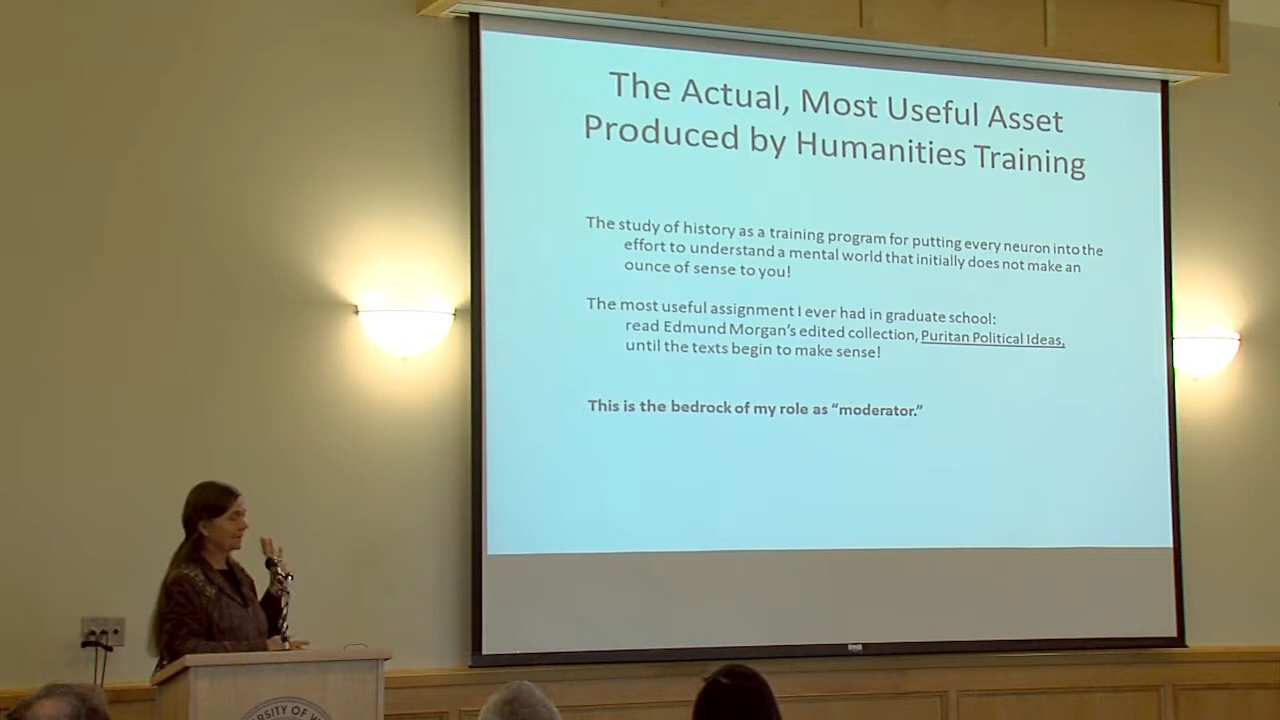 The Actual, Most Useful Asset
Produced by Humanities Training
The study of history as a training program for putting every neuron into the
effort to understand a mental world that initially does not make an
ounce of sense to you!
The most useful assignment I ever had in graduate school:
read Edmund Morgan's edited collection, Puritan Political Ideas,
until the texts begin to make sense!
This is the bedrock of my role as “moderator.”
OF